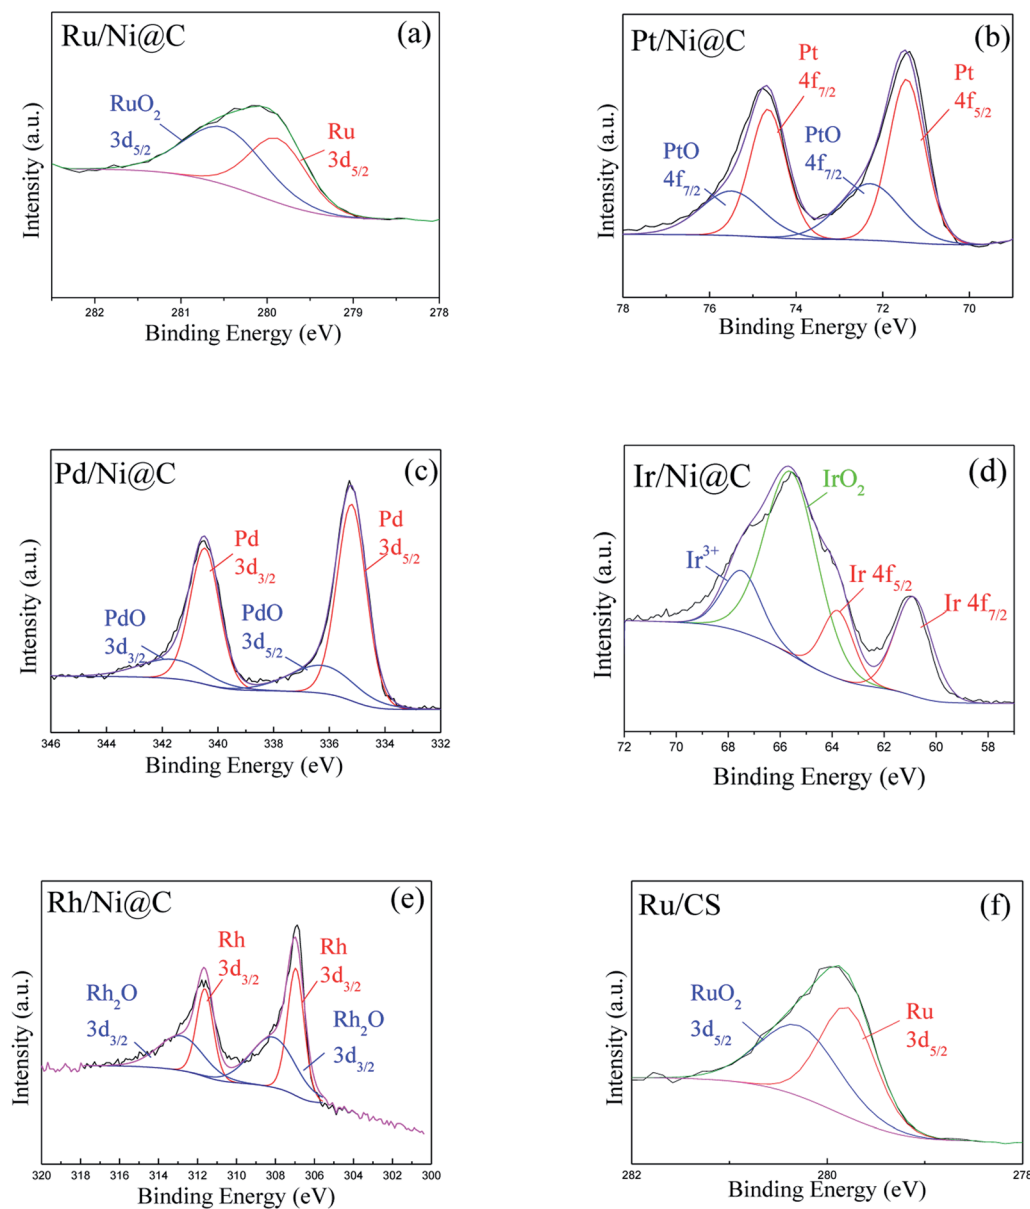 Ru/Ni@C
(a)
RuO2
3d5/2
Ru
3d5/2
Intensity (a.u.)
282 281 280 279 278
Binding Energy (eV)
Pt/Ni@C
(b)
Pt
4f7/2
Pt
4f5/2
PtO
4f7/2
PtO
4f7/2
Intensity (a.u.)
78 76 74 72 70
Binding Energy (eV)
Pd/Ni@C
(c)
Pd
3d3/2
Pd
3d5/2
PdO
3d3/2
PdO
3d5/2
Intensity (a.u.)
346 344 342 340 338 336 334 332
Binding Energy (eV)
Ir/Ni@C
(d)
IrO2
Ir3+
Ir 4f5/2
Ir 4f7/2
Intensity (a.u.)
72 70 68 66 64 62 60 58
Binding Energy (eV)
Rh/Ni@C
(e)
Rh
3d3/2
Rh
3d3/2
Rh2O
3d3/2
Rh2O
3d3/2
Intensity (a.u.)
320 318 316 314 312 310 308 306 304 302 300
Binding Energy (eV)
Ru/CS
(f)
RuO2
3d5/2
Ru
3d5/2
Intensity (a.u.)
282 280 278 278
Binding Energy (eV)